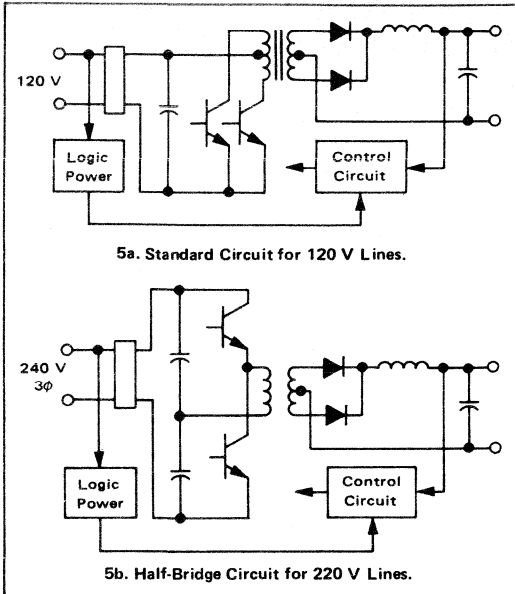 120 V
Logic
Power
Control
Circuit
5a. Standard Circuit for 120 V Lines.
240 V
3φ
Logic
Power
Control
Circuit
5b. Half-Bridge Circuit for 220 V Lines.